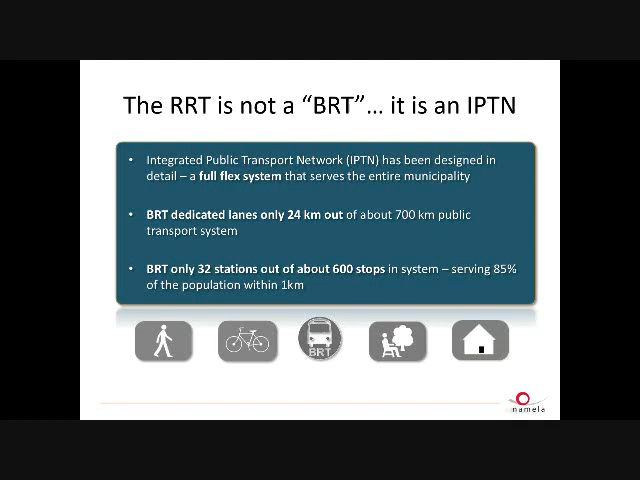 The RRT is not a “BRT”… it is an IPTN
• Integrated Public Transport Network (IPTN) has been designed in
detail – a full flex system that serves the entire municipality
• BRT dedicated lanes only 24 km out of about 700 km public
transport system
• BRT only 32 stations out of about 600 stops in system – serving 85%
of the population within 1km
BRT
namela